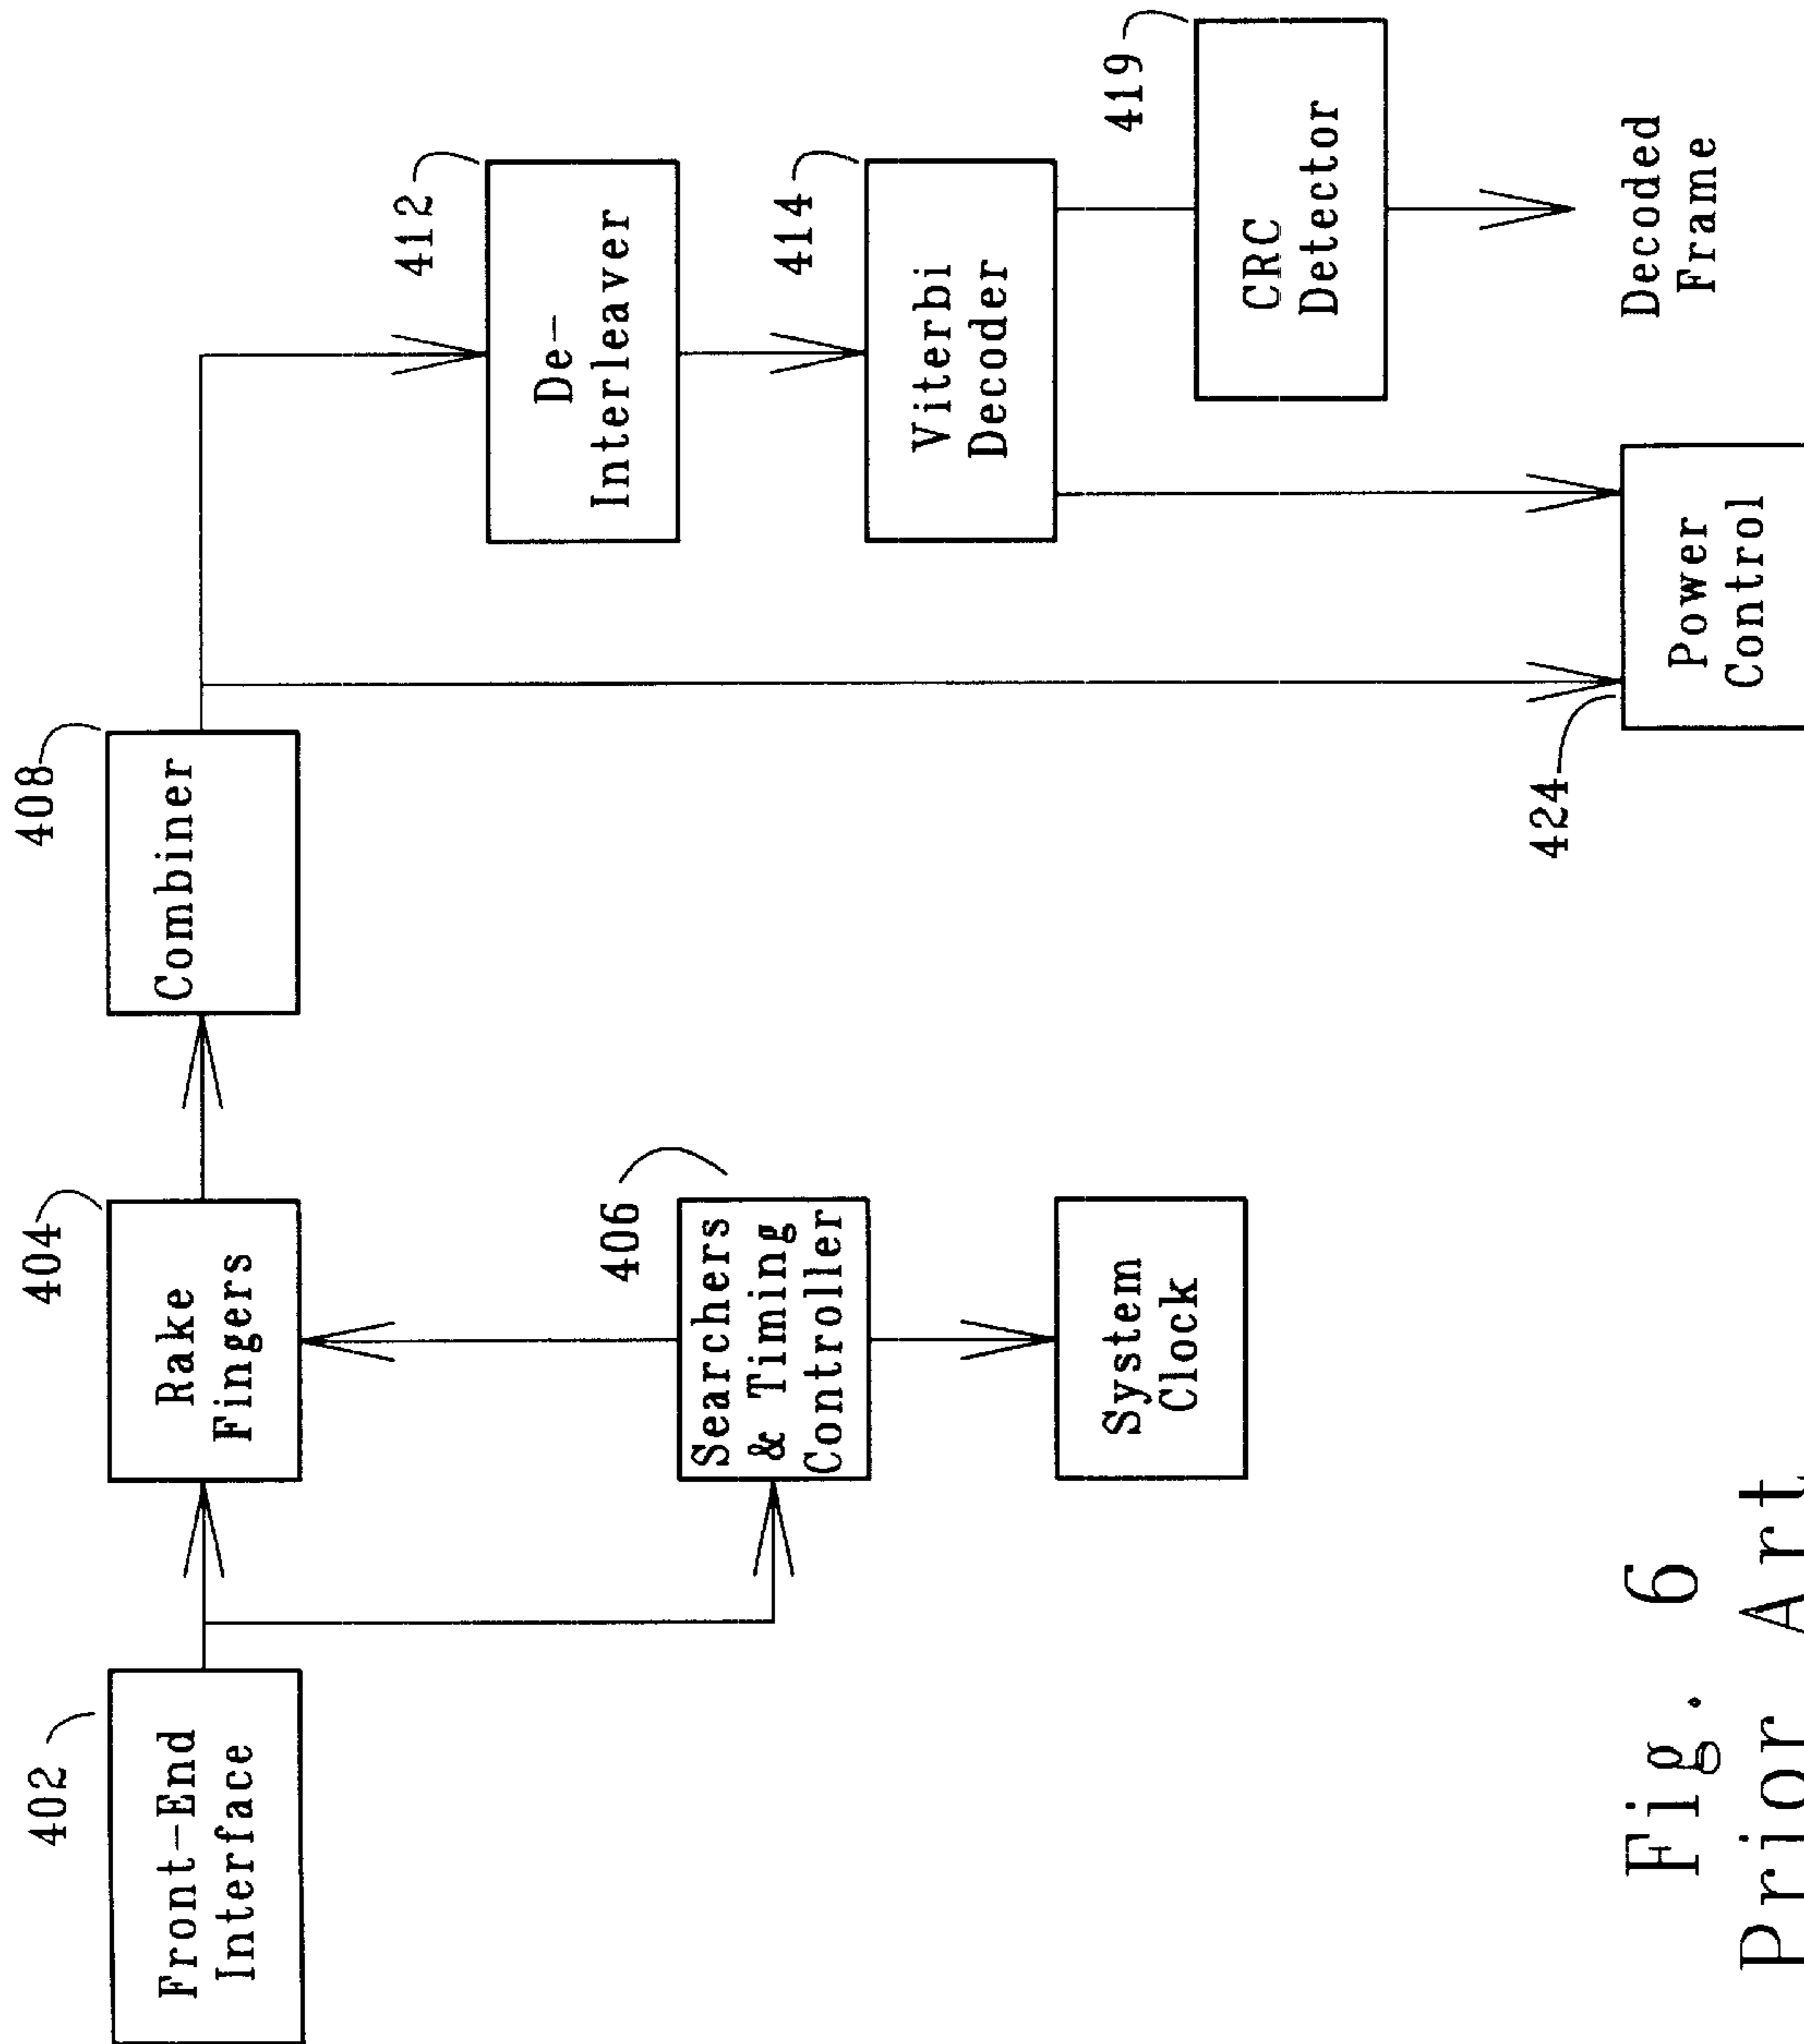 402
Front-End
Interface
404
Rake
Fingers
406
Searchers
& Timing
Controller
System
Clock
408
Combiner
412
De-
Interleaver
414
Viterbi
Decoder
419
CRC
Detector
Decoded
Frame
424
Power
Control
Fig. 6
Prior Art